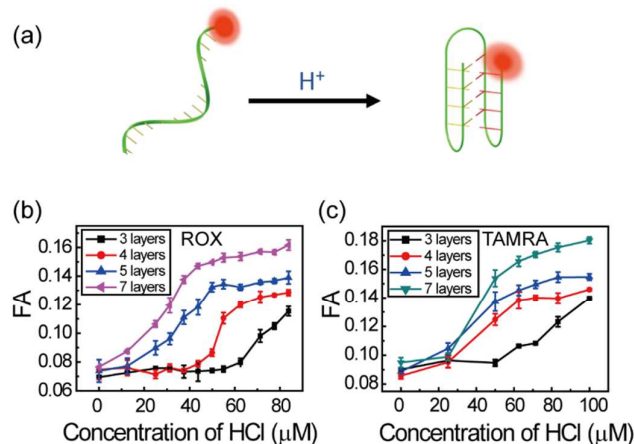 (a)
H+
(b)
FA
0.16
0.14
0.12
0.10
0.08
0.06
3 layers
4 layers
5 layers
7 layers
ROX
0 20 40 60 80
Concentration of HCl (μM)
(c)
FA
0.18
0.16
0.14
0.12
0.10
0.08
3 layers
4 layers
5 layers
7 layers
TAMRA
0 20 40 60 80 100
Concentration of HCl (μM)